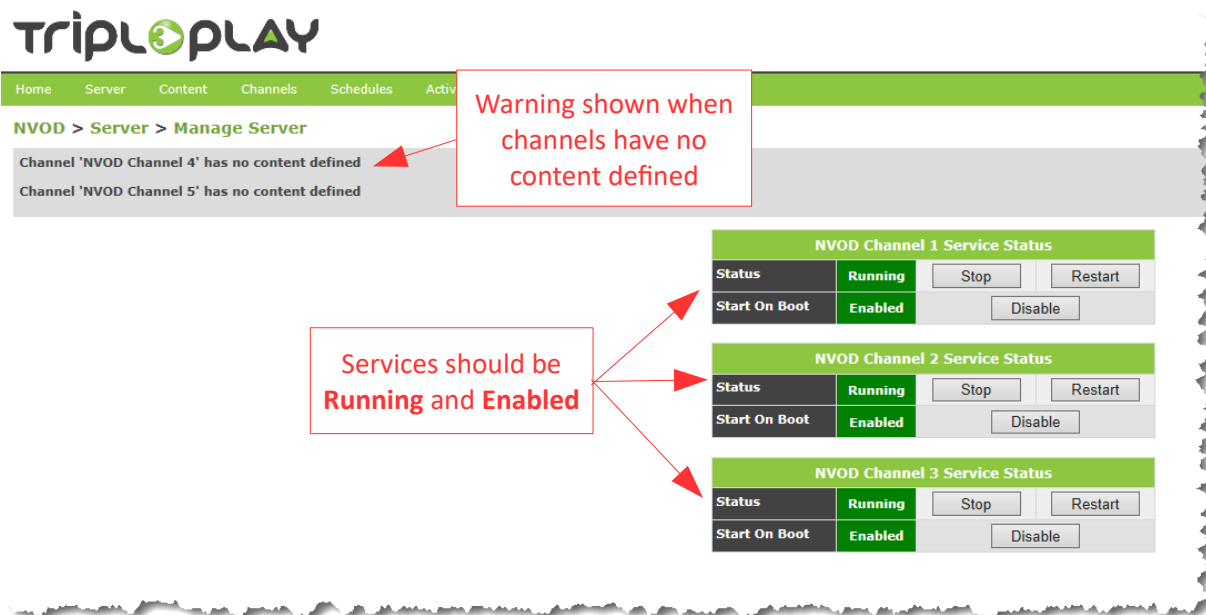 TripleplAY
Home Server Content Channels Schedules
NVOD > Server > Manage Server
Channel 'NVOD Channel 4' has no content defined
Channel 'NVOD Channel 5' has no content defined
Warning shown when
channels have no
content defined
Services should be
Running and Enabled
NVOD Channel 1 Service Status
Status Running Stop Restart
Start On Boot Enabled Disable
NVOD Channel 2 Service Status
Status Running Stop Restart
Start On Boot Enabled Disable
NVOD Channel 3 Service Status
Status Running Stop Restart
Start On Boot Enabled Disable